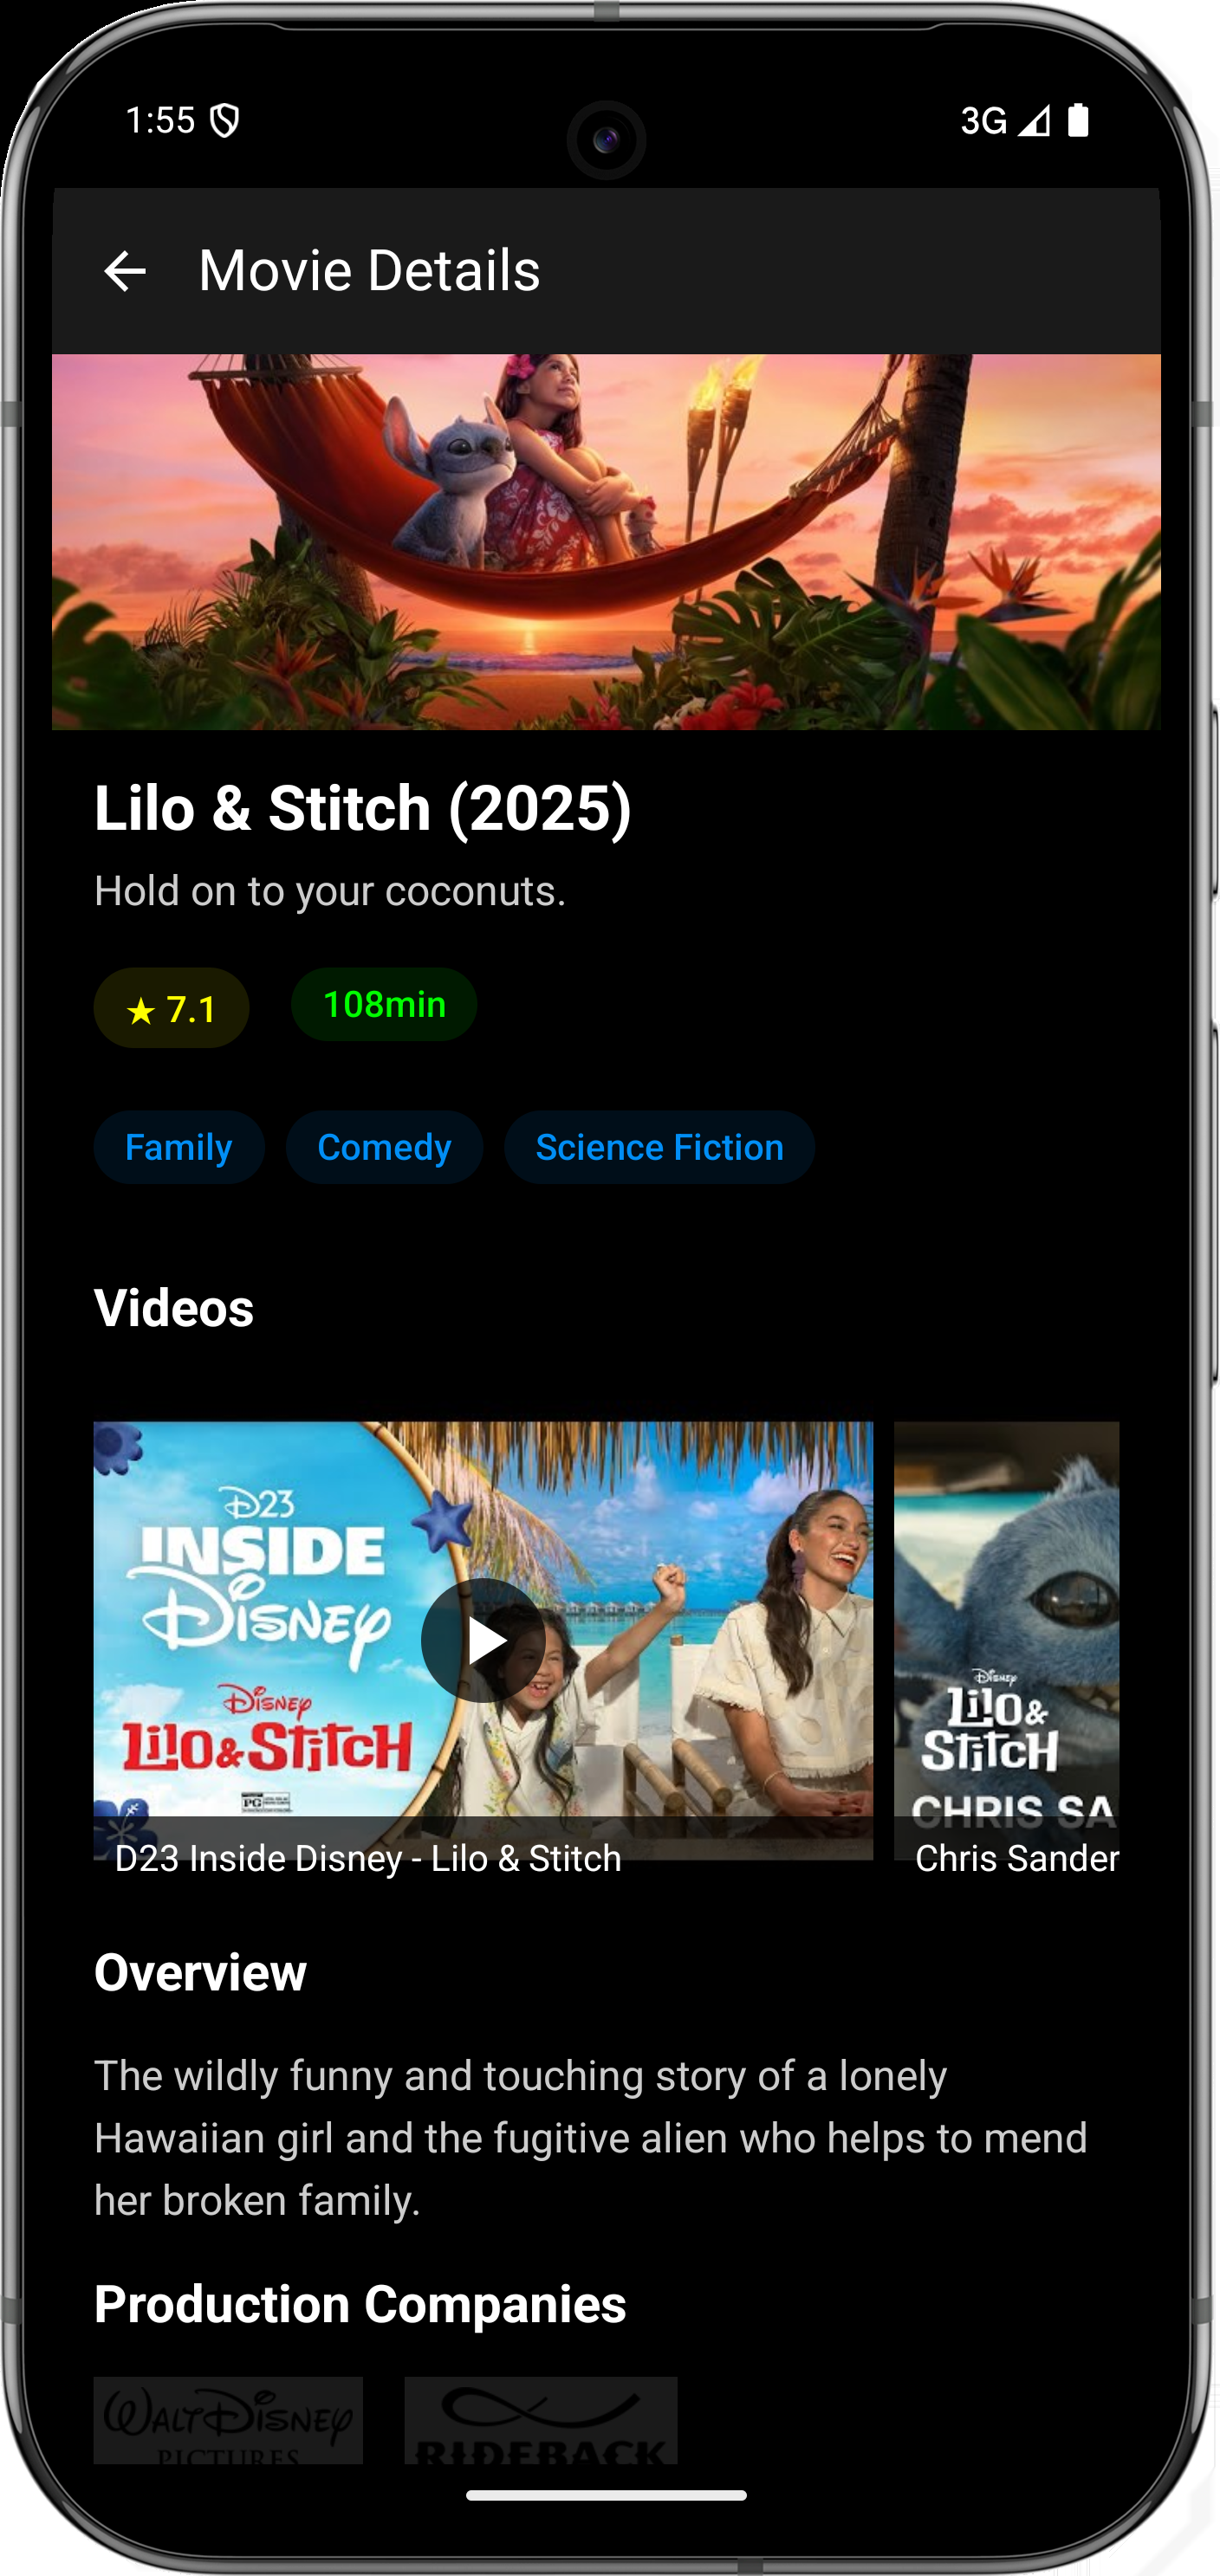 1:55
3G
Movie Details
Lilo & Stitch (2025)
Hold on to your coconuts.
★ 7.1
108min
Family
Comedy
Science Fiction
Videos
D23
INSIDE
DISNEY
DISNEY
LiLO & STiTCH
PG
D23 Inside Disney - Lilo & Stitch
DISNEY
LiLO &
STiTCH
CHRIS SA
Chris Sander
Overview
The wildly funny and touching story of a lonely
Hawaiian girl and the fugitive alien who helps to mend
her broken family.
Production Companies
WALT DISNEY
PICTURES
RIDEBACK